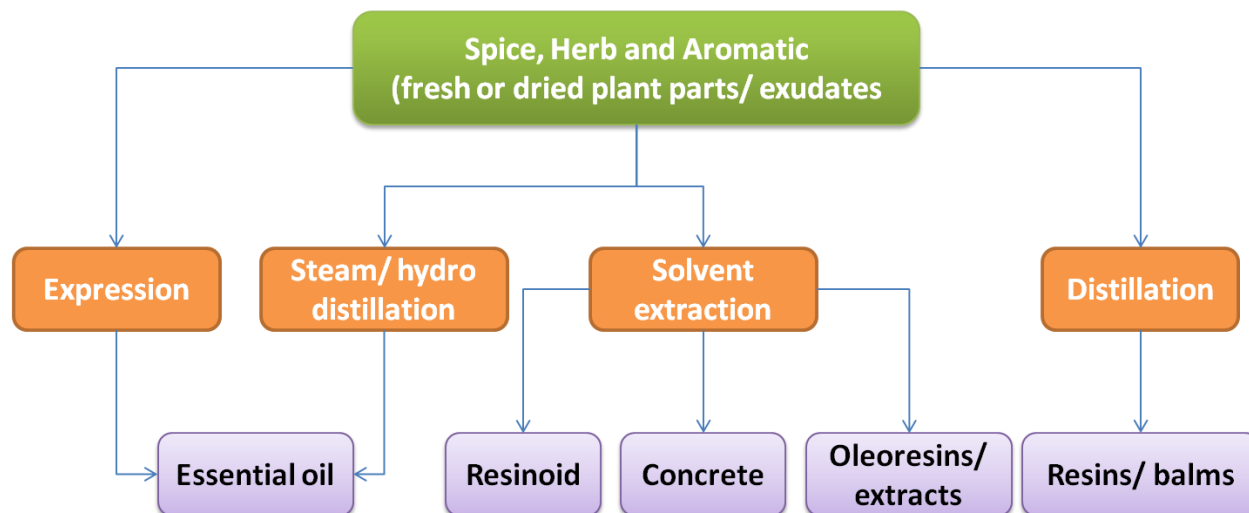 Spice, Herb and Aromatic
(fresh or dried plant parts/ exudates
Expression
Steam/ hydro
distillation
Solvent
extraction
Distillation
Essential oil
Resinoid
Concrete
Oleoresins/
extracts
Resins/ balms